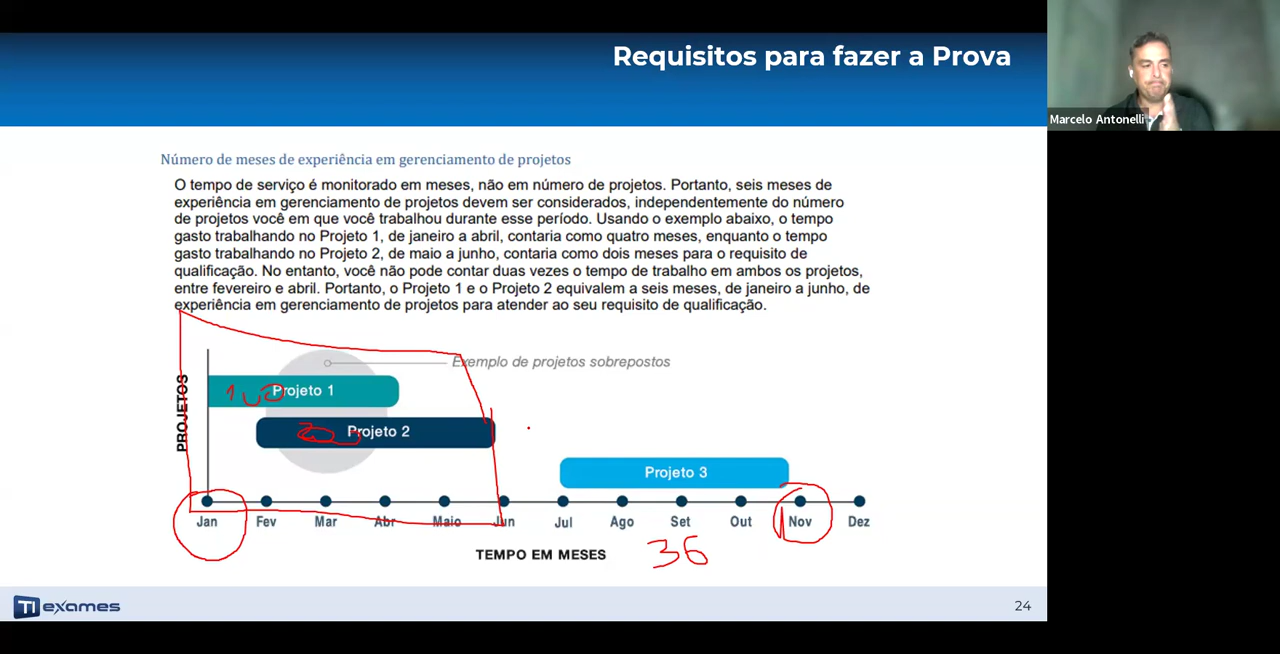 Requisitos para fazer a Prova
Marcelo Antonelli
Número de meses de experiência em gerenciamento de projetos
O tempo de serviço é monitorado em meses, não em número de projetos. Portanto, seis meses de
experiência em gerenciamento de projetos devem ser considerados, independentemente do número
de projetos você em que você trabalhou durante esse período. Usando o exemplo abaixo, o tempo
gasto trabalhando no Projeto 1, de janeiro a abril, contaria como quatro meses, enquanto o tempo
gasto trabalhando no Projeto 2, de maio a junho, contaria como dois meses para o requisito de
qualificação. No entanto, você não pode contar duas vezes o tempo de trabalho em ambos os projetos,
entre fevereiro e abril. Portanto, o Projeto 1 e o Projeto 2 equivalem a seis meses, de janeiro a junho, de
experiência em gerenciamento de projetos para atender ao seu requisito de qualificação.
Exemplo de projetos sobrepostos
PROJETOS
Projeto 1
Projeto 2
Projeto 3
Jan Fev Mar Abr Maio Jun Jul Ago Set Out Nov Dez
36
TEMPO EM MESES
TI exames
24